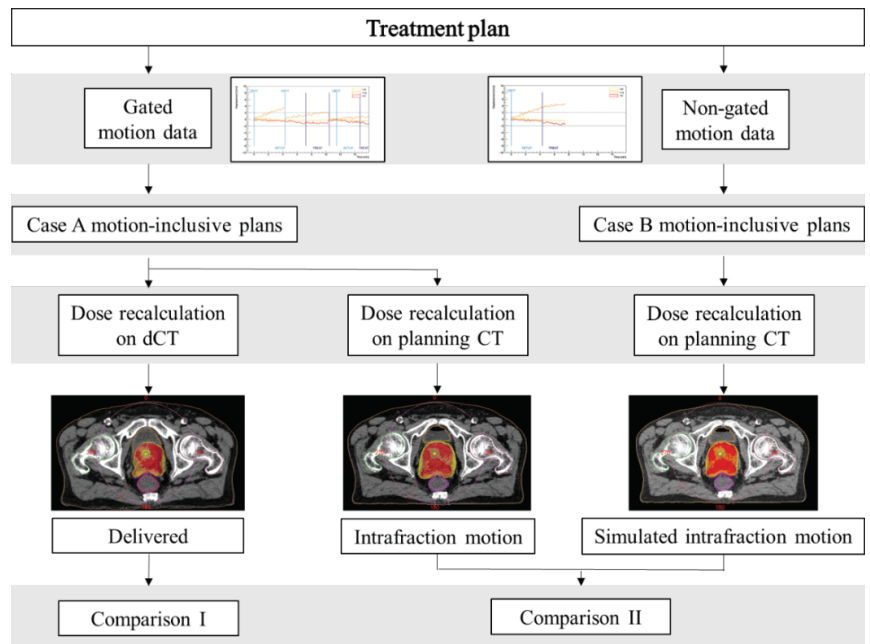 Treatment plan
Gated
motion data
Non-gated
motion data
Case A motion-inclusive plans
Case B motion-inclusive plans
Dose recalculation
on dCT
Dose recalculation
on planning CT
Dose recalculation
on planning CT
Delivered
Intrafraction motion
Simulated intrafraction motion
Comparison I
Comparison II